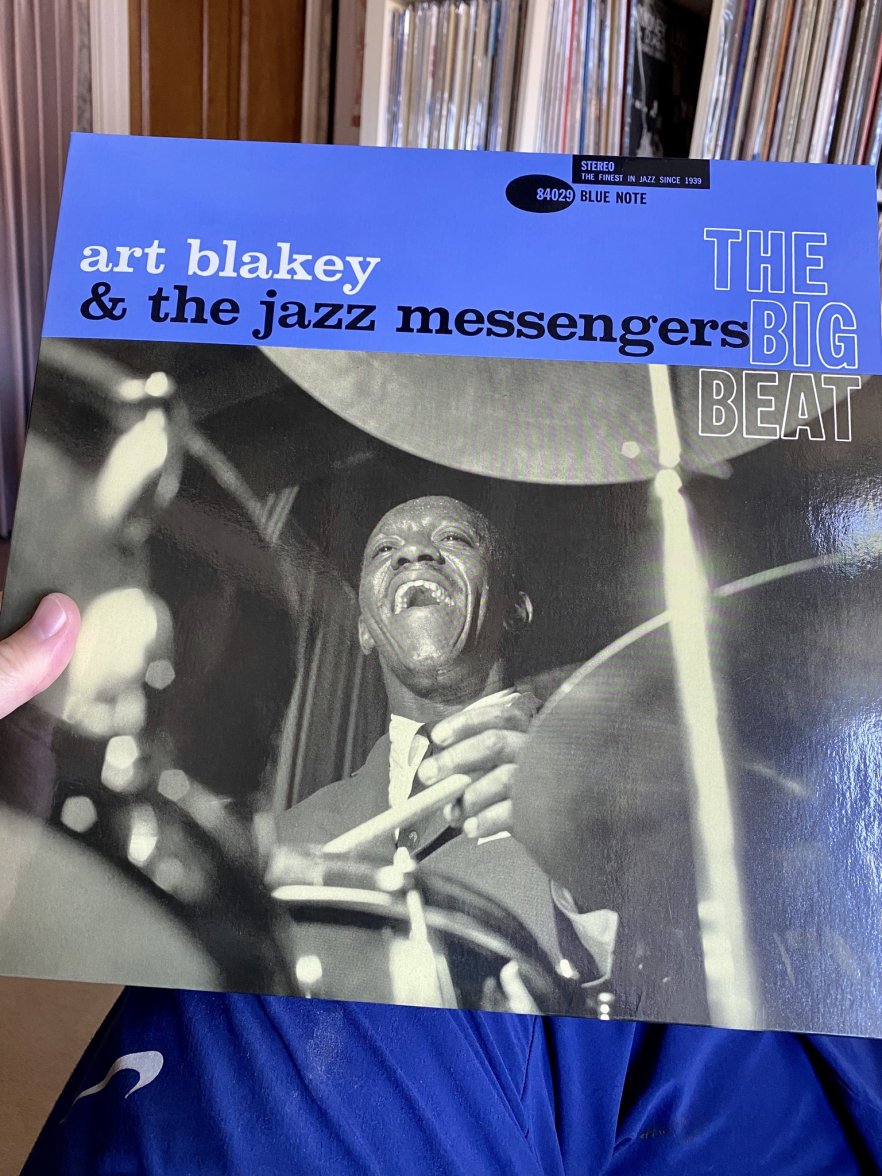 STEREO
THE FINEST IN JAZZ SINCE 1939
84029 BLUE NOTE
art blakey
& the jazz messengers
THE
BIG
BEAT